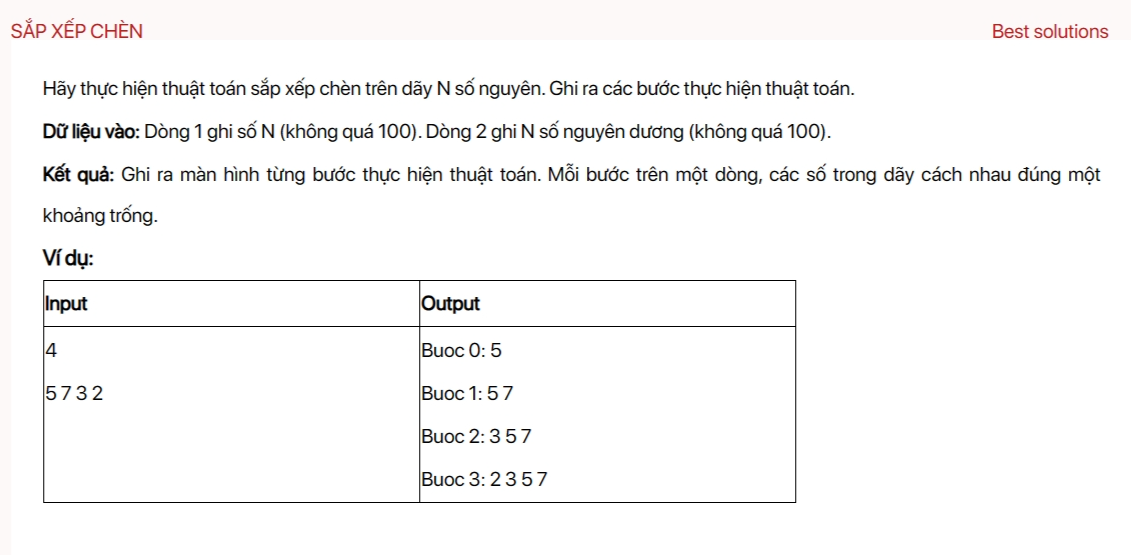 SẮP XẾP CHÈN
Best solutions
Hãy thực hiện thuật toán sắp xếp chèn trên dãy N số nguyên. Ghi ra các bước thực hiện thuật toán.
Dữ liệu vào: Dòng 1 ghi số N (không quá 100). Dòng 2 ghi N số nguyên dương (không quá 100).
Kết quả: Ghi ra màn hình từng bước thực hiện thuật toán. Mỗi bước trên một dòng, các số trong dãy cách nhau đúng một
khoảng trống.
Ví dụ:
Input
Output
4
5 7 3 2
Buoc 0: 5
Buoc 1: 5 7
Buoc 2: 3 5 7
Buoc 3: 2 3 5 7